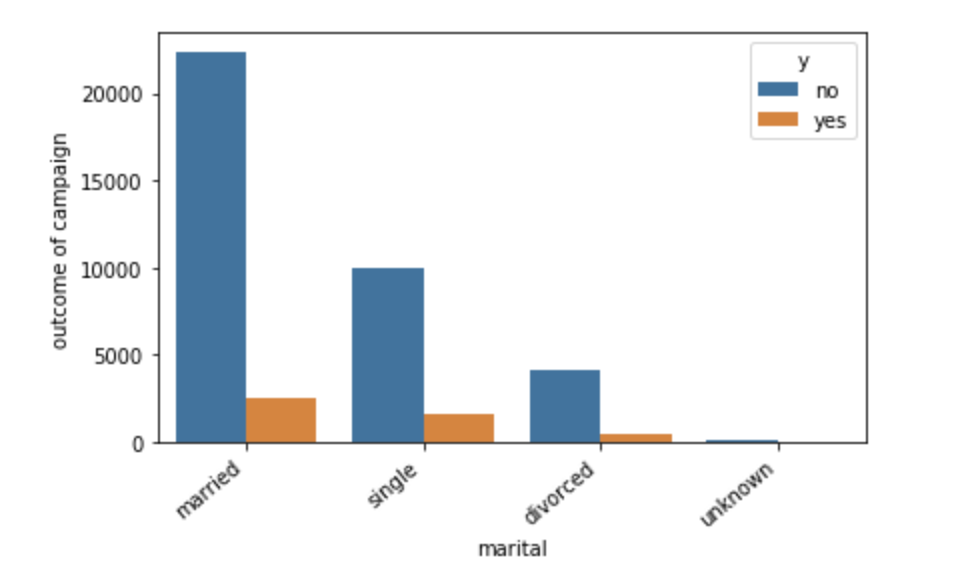 y
no
yes
20000
15000
10000
5000
0
outcome of campaign
married
single
divorced
unknown
marital